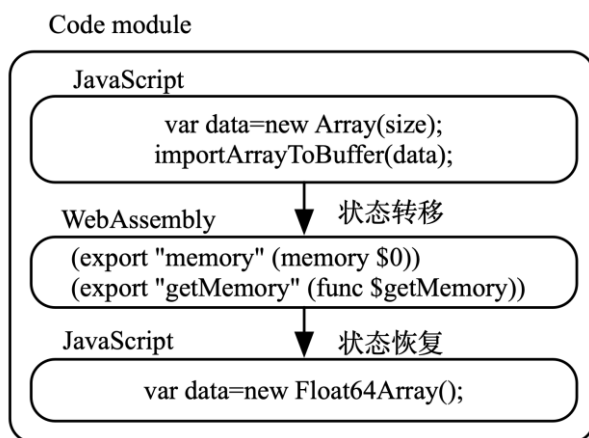 Code module
JavaScript
var data=new Array(size);
importArrayToBuffer(data);
状态转移
WebAssembly
(export "memory" (memory $0))
(export "getMemory" (func $getMemory))
JavaScript
状态恢复
var data=new Float64Array();